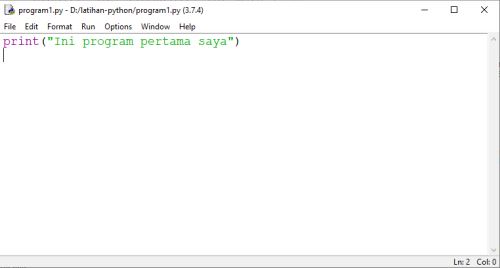 program1.py - D:/latihan-python/program1.py (3.7.4)
File Edit Format Run Options Window Help
print("Ini program pertama saya")
Ln: 2 Col: 0